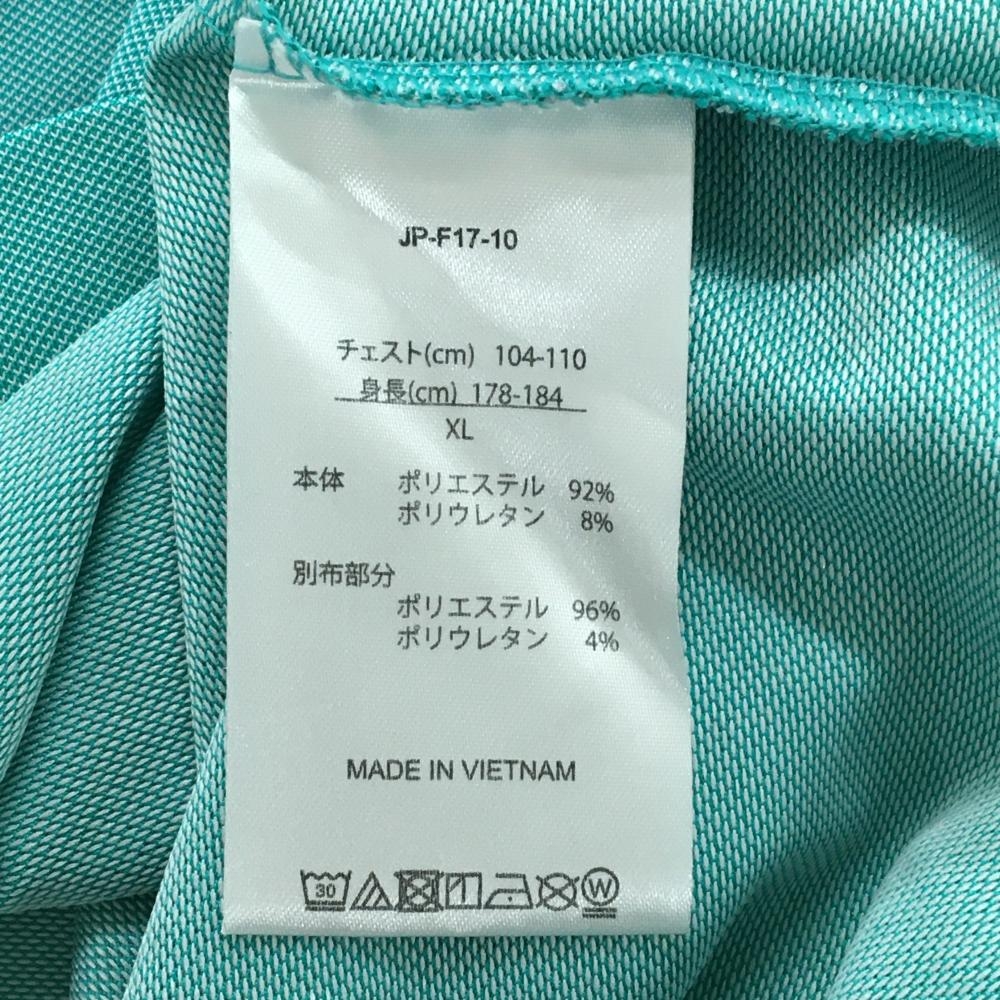 JP-F17-10
チェスト(cm) 104-110
身長(cm) 178-184
XL
本体 ポリエステル 92%
ポリウレタン 8%
別布部分
ポリエステル 96%
ポリウレタン 4%
MADE IN VIETNAM
30 W